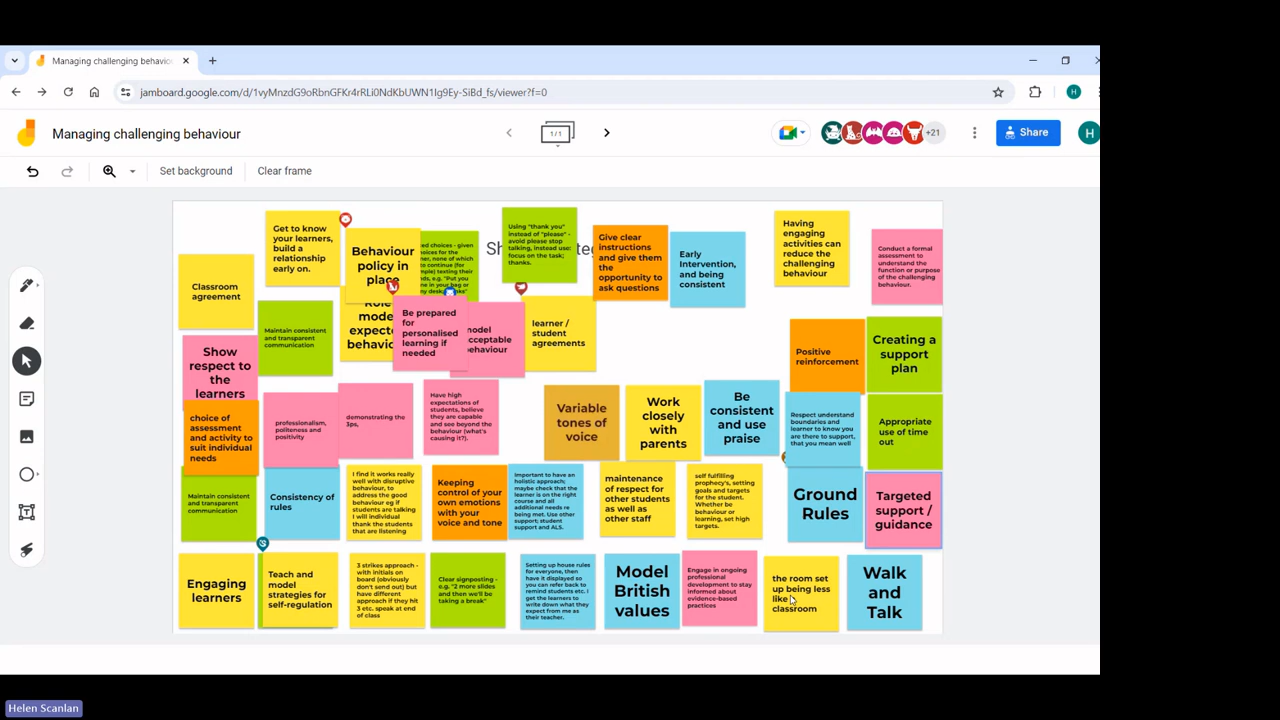 Managing challenging behavio
jamboard.google.com/d/1vyMnzdG9oRbnGFKr4rRLi0NdKbUWN1Ig9Ey-SiBd_fs/viewer?f=0
H
Managing challenging behaviour
1/1
+21
Share
H
Set background
Clear frame
Get to know
your learners,
build a
relationship
early on.
Behaviour
policy in
place
Using "thank you"
instead of "please" -
avoid please stop
talking, instead use:
focus on the task;
thanks.
Give clear
instructions
and give them
the
opportunity to
ask questions
Early
Intervention,
and being
consistent
Having
engaging
activities can
reduce the
challenging
behaviour
Conduct a formal
assessment to
understand the
function or purpose of
the challenging
behaviour.
Classroom
agreement
Maintain consistent
and transparent
communication
Be prepared
for
personalised
learning if
needed
acceptable
behaviour
learner /
student
agreements
Positive
reinforcement
Creating a
support
plan
Show
respect to
the
learners
choice of
assessment
and activity to
suit individual
needs
professionalism,
politeness and
positivity
demonstrating the
3ps,
Have high
expectations of
students, believe
they are capable
and see beyond the
behaviour (what's
causing it?).
Variable
tones of
voice
Work
closely
with
parents
Be
consistent
and use
praise
Respect understand
boundaries and
learner to know you
are there to support,
that you mean well
Appropriate
use of time
out
Maintain consistent
and transparent
communication
Consistency of
rules
I find it works really
well with disruptive
behaviour, to
address the good
behaviour eg if
students are talking
I will individual
thank the students
that are listening
Keeping
control of your
own emotions
with your
voice and tone
Important to have an
holistic approach;
maybe check that the
learner is on the right
course and all
additional needs re
being met. Use other
support; student
support and ALS.
maintenance
of respect for
other students
as well as
other staff
self fulfilling
prophecy's, setting
goals and targets
for the student.
Whether be
behaviour or
learning, set high
targets.
Ground
Rules
Targeted
support /
guidance
Engaging
learners
Teach and
model
strategies for
self-regulation
3 strikes approach -
with initials on
board (obviously
don't send out) but
have different
approach if they hit
3 etc. speak at end
of class
Clear signposting -
e.g. "2 more slides
and then we'll be
taking a break"
Setting up house rules
for everyone, then
have it displayed so
you can refer back to
remind students etc. I
get the learners to
write down what they
expect from me as
their teacher.
Model
British
values
Engage in ongoing
professional
development to stay
informed about
evidence-based
practices
the room set
up being less
like
classroom
Walk
and
Talk
Helen Scanlan